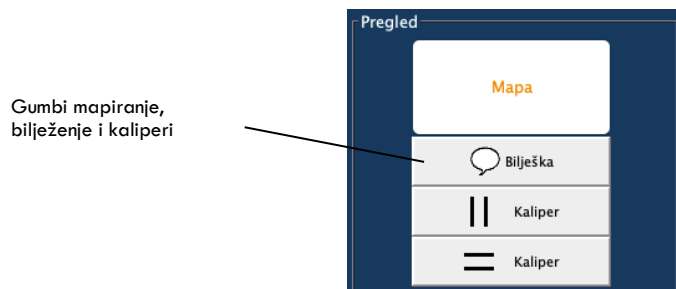 Pregled
Mapa
Gumbi mapiranje,
bilježenje i kaliperi
Bilješka
Kaliper
Kaliper